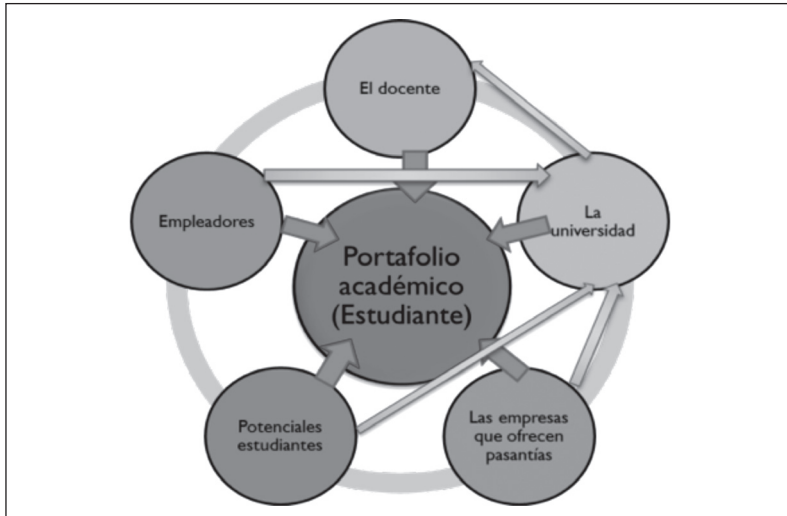 El docente
Empleadores
La
universidad
Portafolio
académico
(Estudiante)
Potenciales
estudiantes
Las empresas
que ofrecen
pasantías